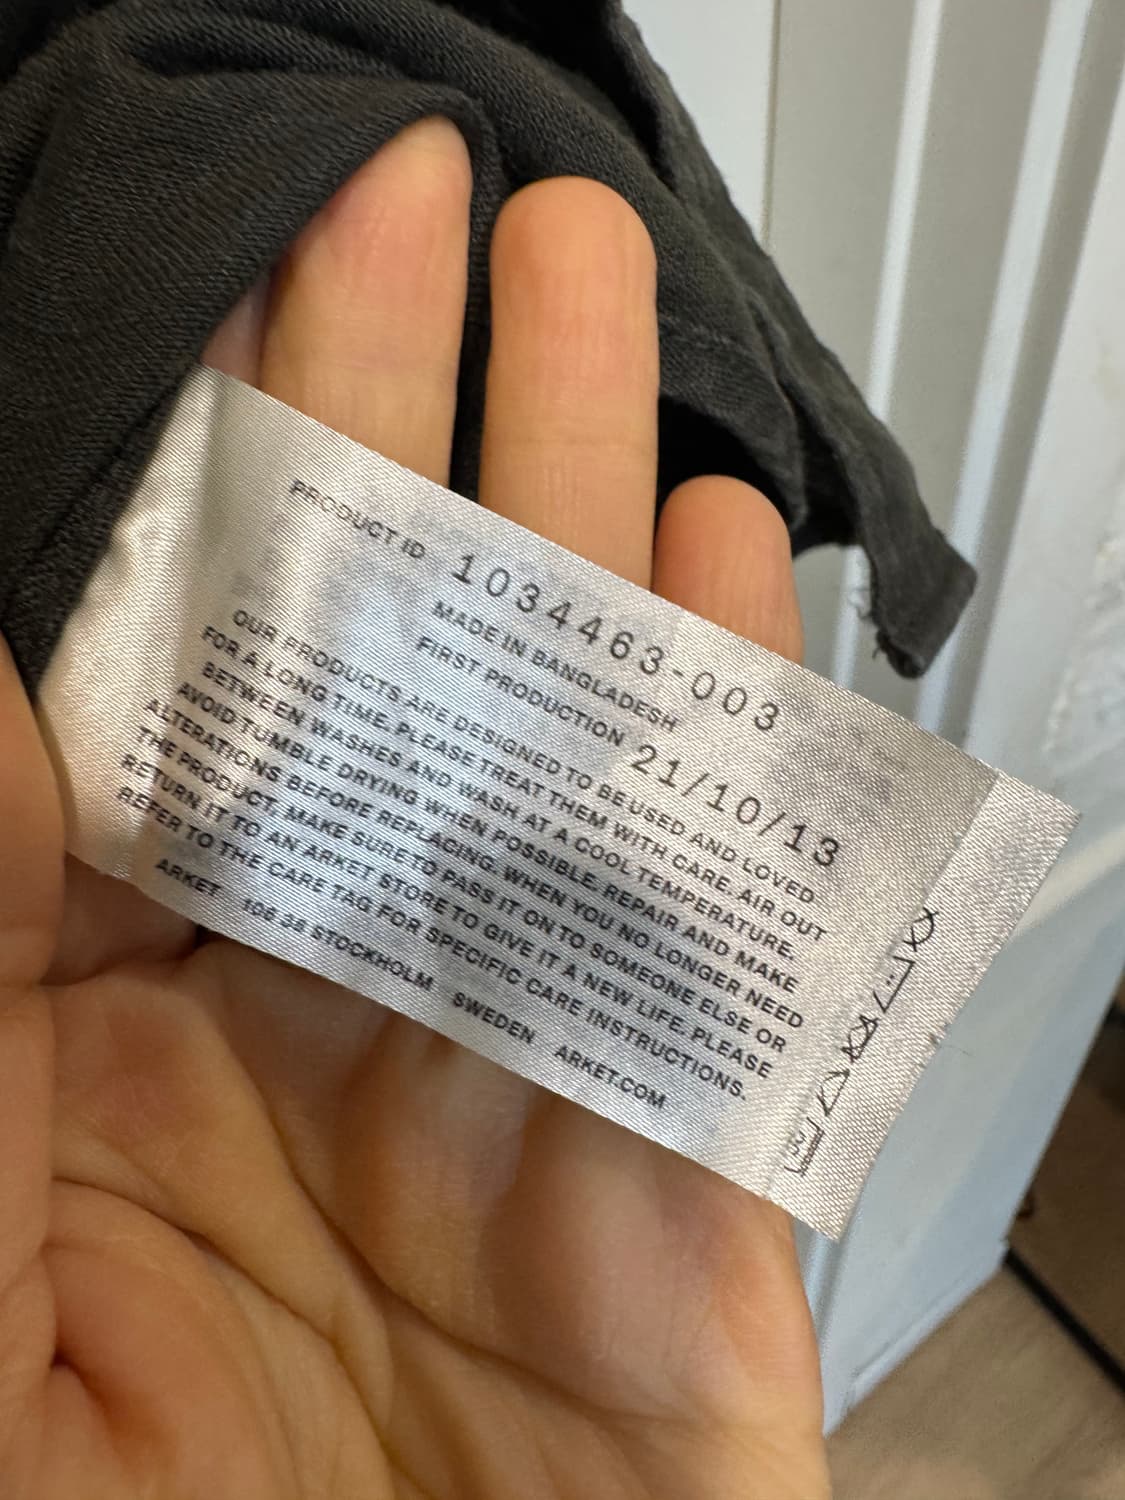 PRODUCT ID 1034463-003
MADE IN BANGLADESH
FIRST PRODUCTION 21/10/13
OUR PRODUCTS ARE DESIGNED TO BE USED AND LOVED
FOR A LONG TIME. PLEASE TREAT THEM WITH CARE. AIR OUT
BETWEEN WASHES AND WASH AT A COOL TEMPERATURE.
AVOID TUMBLE DRYING WHEN POSSIBLE. REPAIR AND MAKE
ALTERATIONS BEFORE REPLACING. WHEN YOU NO LONGER NEED
THE PRODUCT, MAKE SURE TO PASS IT ON TO SOMEONE ELSE OR
RETURN IT TO AN ARKET STORE TO GIVE IT A NEW LIFE. PLEASE
REFER TO THE CARE TAG FOR SPECIFIC CARE INSTRUCTIONS.
ARKET 106 38 STOCKHOLM SWEDEN ARKET.COM